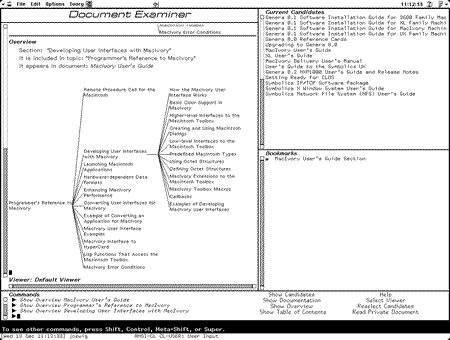 File Edit Options Ivory
11:12:33
Document Examiner
Macivory Error Conditions
Overview
Section: "Developing User Interfaces with MacIvory"
It is included in topic: "Programmer's Reference to MacIvory"
It appears in document: MacIvory User's Guide
Remote Procedure Call for the
Macintosh
Developing User Interfaces
with MacIvory
Launching Macintosh
Applications
Hardware-dependent Data
Formats
Enhancing MacIvory
Performance
Programmer's Reference to
MacIvory
Converting User Interfaces for
MacIvory
Example of Converting an
Application for MacIvory
MacIvory User Interface
Examples
MacIvory Interface to
HyperCard
Lisp Functions That Access the
Macintosh Toolbox
MacIvory Error Conditions
How the MacIvory User
Interface Works
Basic Color Support in
MacIvory
Higher-level Interfaces to the
Macintosh Toolbox
Creating and Using Macintosh
Dialogs
Low-level Interfaces to the
Macintosh Toolbox
Predefined Macintosh Types
Using Octet Structures
Defining Octet Structures
MacIvory Extensions to the
Macintosh Toolbox
MacIvory Toolbox Macros
Callbacks
Examples of Developing
MacIvory User Interfaces
Viewer: Default Viewer
Current Candidates
Genera 8.1 Software Installation Guide for 3600 Family Mac
Genera 8.1 Software Installation Guide for XL Family Machi
Genera 8.1 Software Installation Guide for UX Family Machi
Genera 8.0 Reference Cards
Upgrading to Genera 8.0
MacIvory User's Guide
XL User's Guide
MacIvory Delivery User's Manual
User's Guide to the Symbolics UX
Genera 8.2 NXP1000 User's Guide and Release Notes
Getting Ready for CLOS
Symbolics IP/TCP Software Package
Symbolics X Window System User's Guide
Symbolics Network File System (NFS) User's Guide
Bookmarks
MacIvory User's Guide Section
Commands
Show Overview MacIvory User's Guide
Show Overview Programmer's Reference to MacIvory
Show Overview Developing User Interfaces with MacIvory
Show Candidates Help
Show Documentation Select Viewer
Show Overview Reselect Candidates
Show Table of Contents Read Private Document
To see other commands, press Shift, Control, Meta-Shift, or Super.
[Wed 13 Dec 11:12:33] joswig
CL-USER: User Input